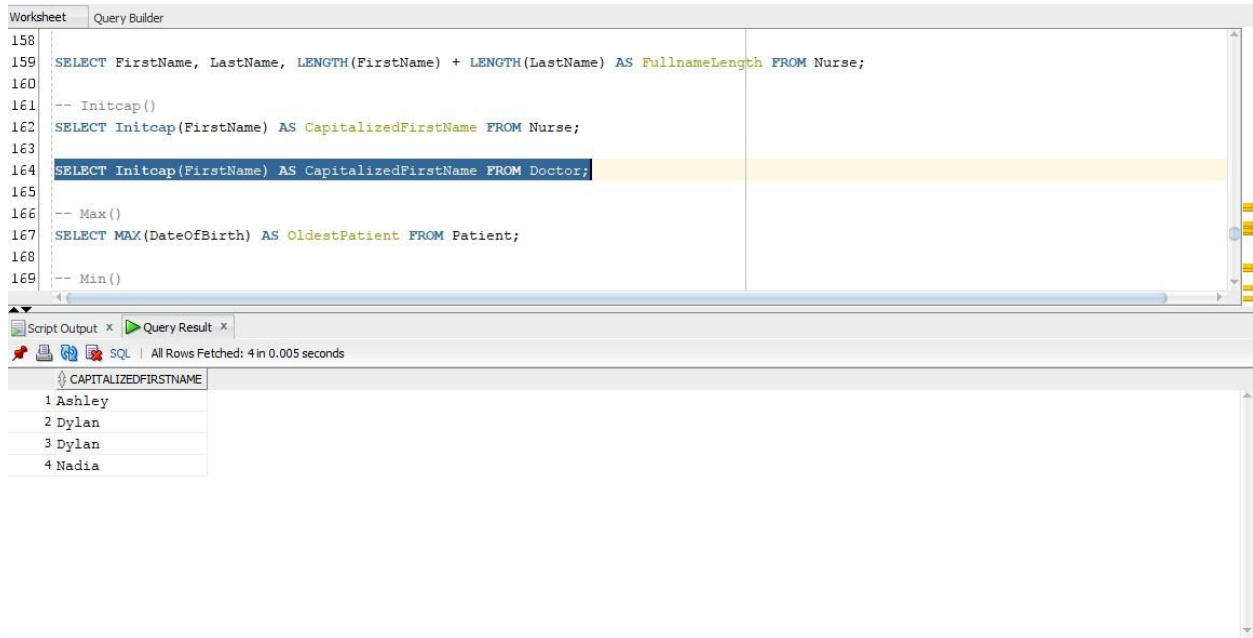 Worksheet Query Builder
158
159 SELECT FirstName, LastName, LENGTH(FirstName) + LENGTH(LastName) AS FullnameLength FROM Nurse;
160
161 -- Initcap()
162 SELECT Initcap(FirstName) AS CapitalizedFirstName FROM Nurse;
163
164 SELECT Initcap(FirstName) AS CapitalizedFirstName FROM Doctor;
165
166 -- Max()
167 SELECT MAX(DateOfBirth) AS OldestPatient FROM Patient;
168
169 -- Min()
Script Output x Query Result x
SQL | All Rows Fetched: 4 in 0.005 seconds
CAPITALIZEDFIRSTNAME
1 Ashley
2 Dylan
3 Dylan
4 Nadia